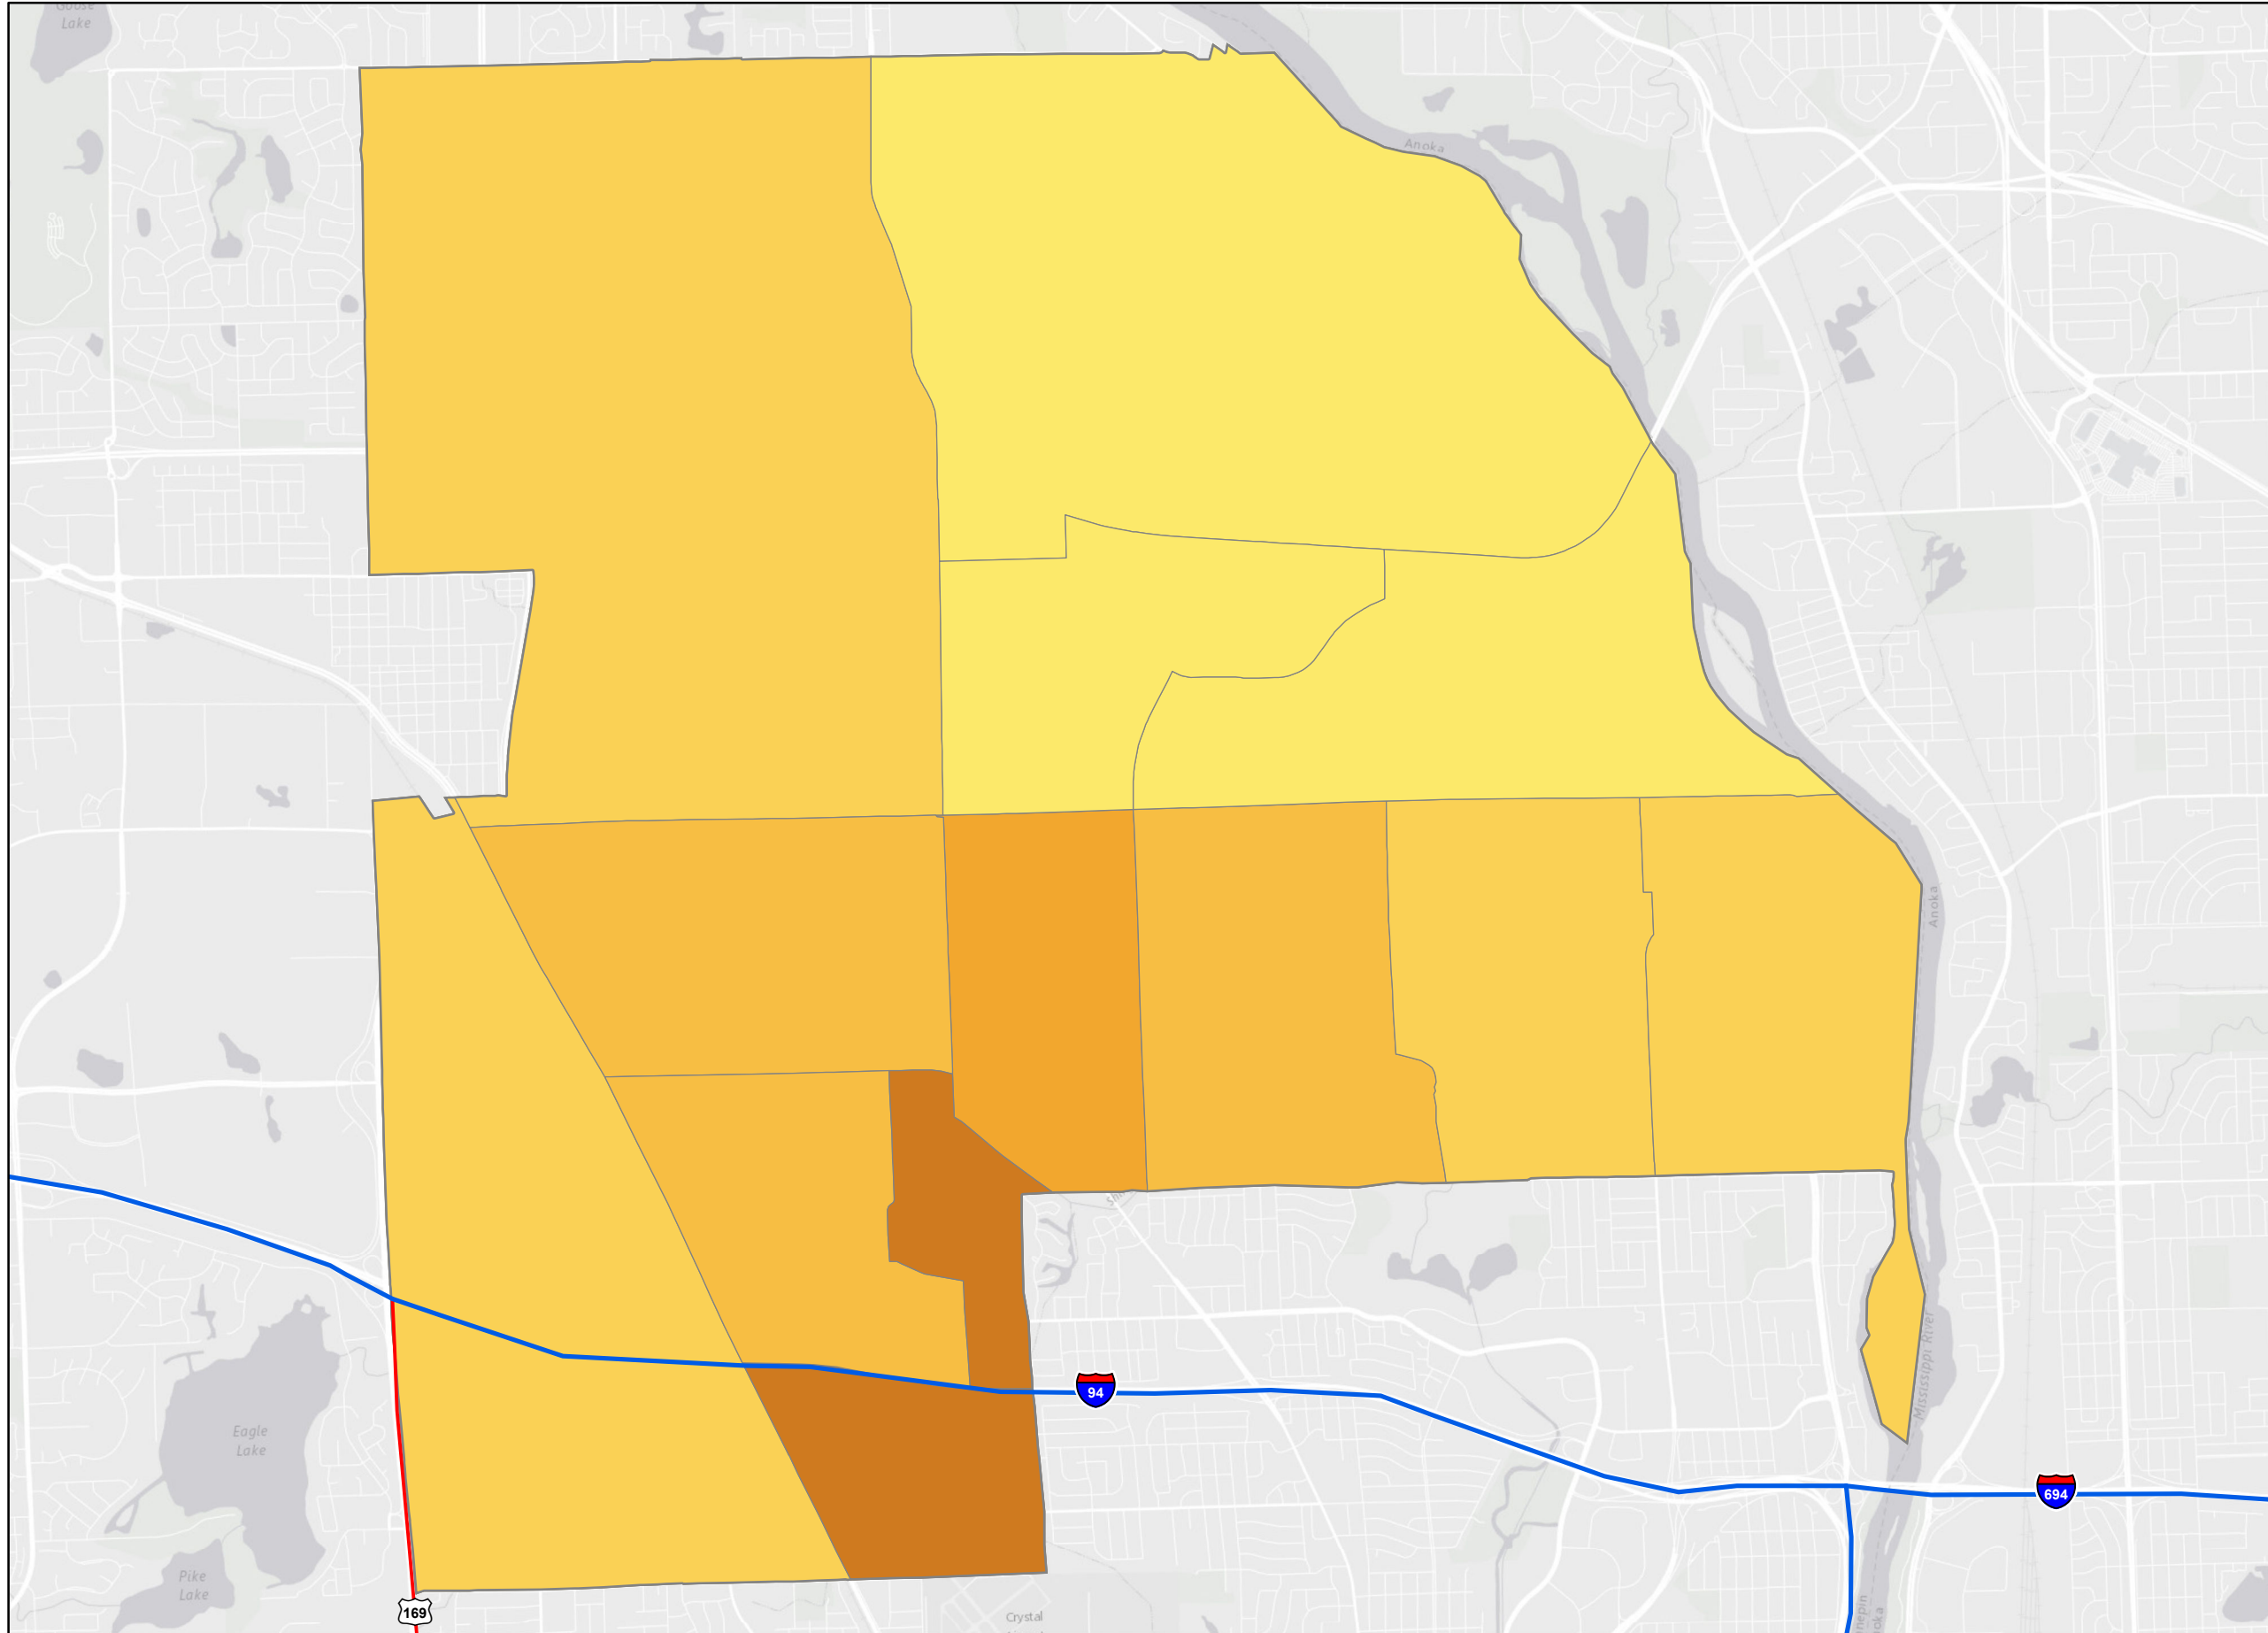 Goose
Lake
Anoka
Anoka
Mississippi River
94
Eagle
Lake
694
Pike
Lake
169
Crystal